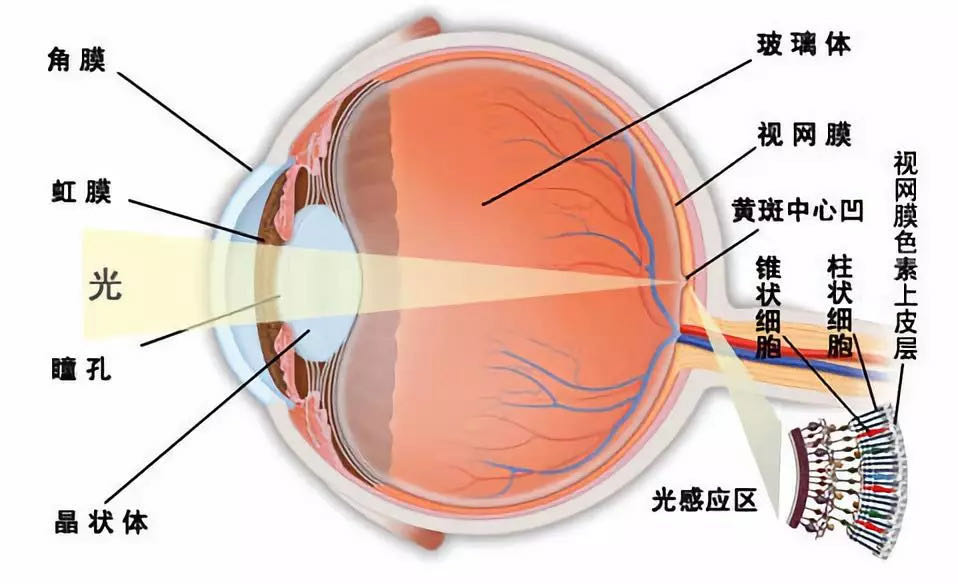 角膜
虹膜
光
瞳孔
晶状体
玻璃体
视网膜
黄斑中心凹
锥状细胞
柱状细胞
视网膜色素上皮层
光感应区